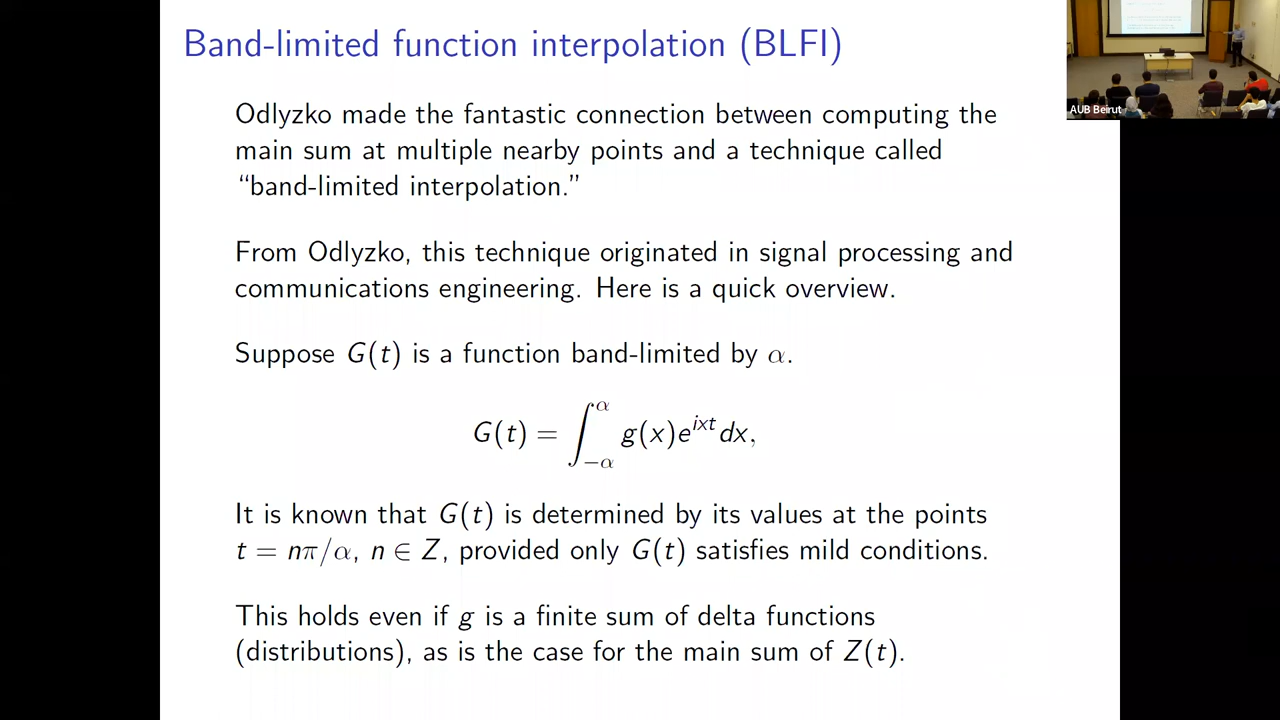 Band-limited function interpolation (BLFI)
AUB Beirut
Odlyzko made the fantastic connection between computing the
main sum at multiple nearby points and a technique called
“band-limited interpolation.”
From Odlyzko, this technique originated in signal processing and
communications engineering. Here is a quick overview.
Suppose G(t) is a function band-limited by α.
G(t) = ∫_{-α}^{α} g(x)e^{ixt} dx,
It is known that G(t) is determined by its values at the points
t = nπ/α, n ∈ Z, provided only G(t) satisfies mild conditions.
This holds even if g is a finite sum of delta functions
(distributions), as is the case for the main sum of Z(t).